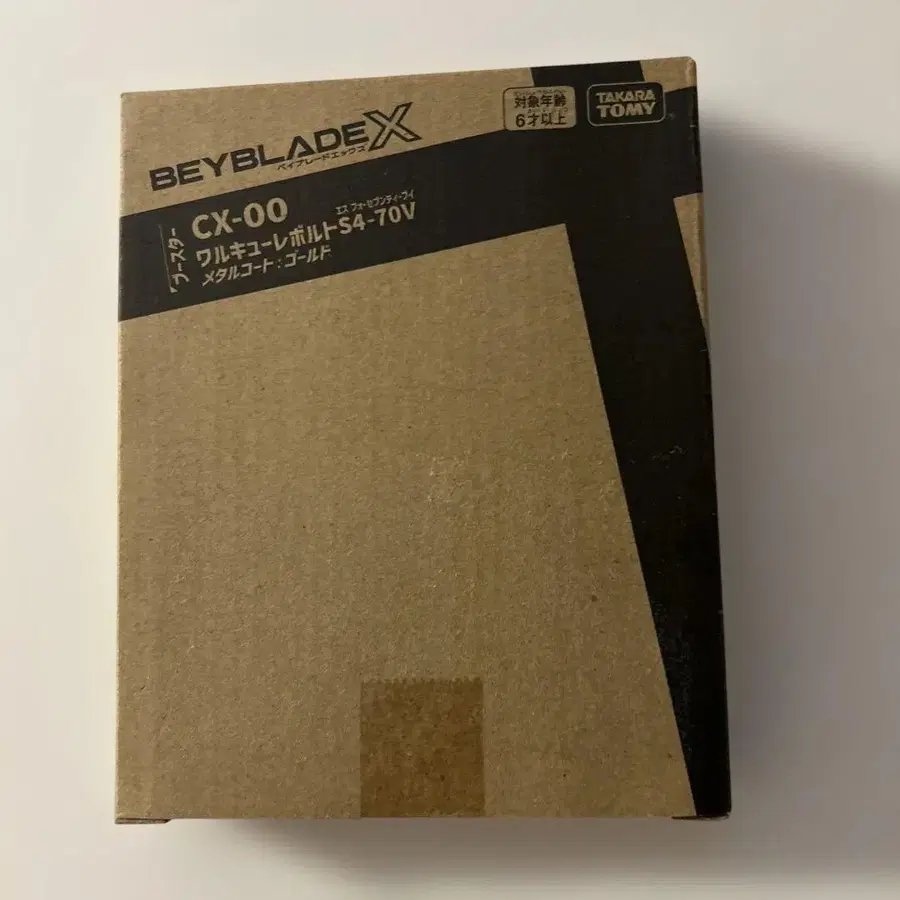 BEYBLADE X
ベイブレードエックス
対象年齢
6才以上
TAKARA
TOMY
ブースター
CX-00
エス フォーセブンティーブイ
ワルキューレボルトS4-70V
メタルコート:ゴールド